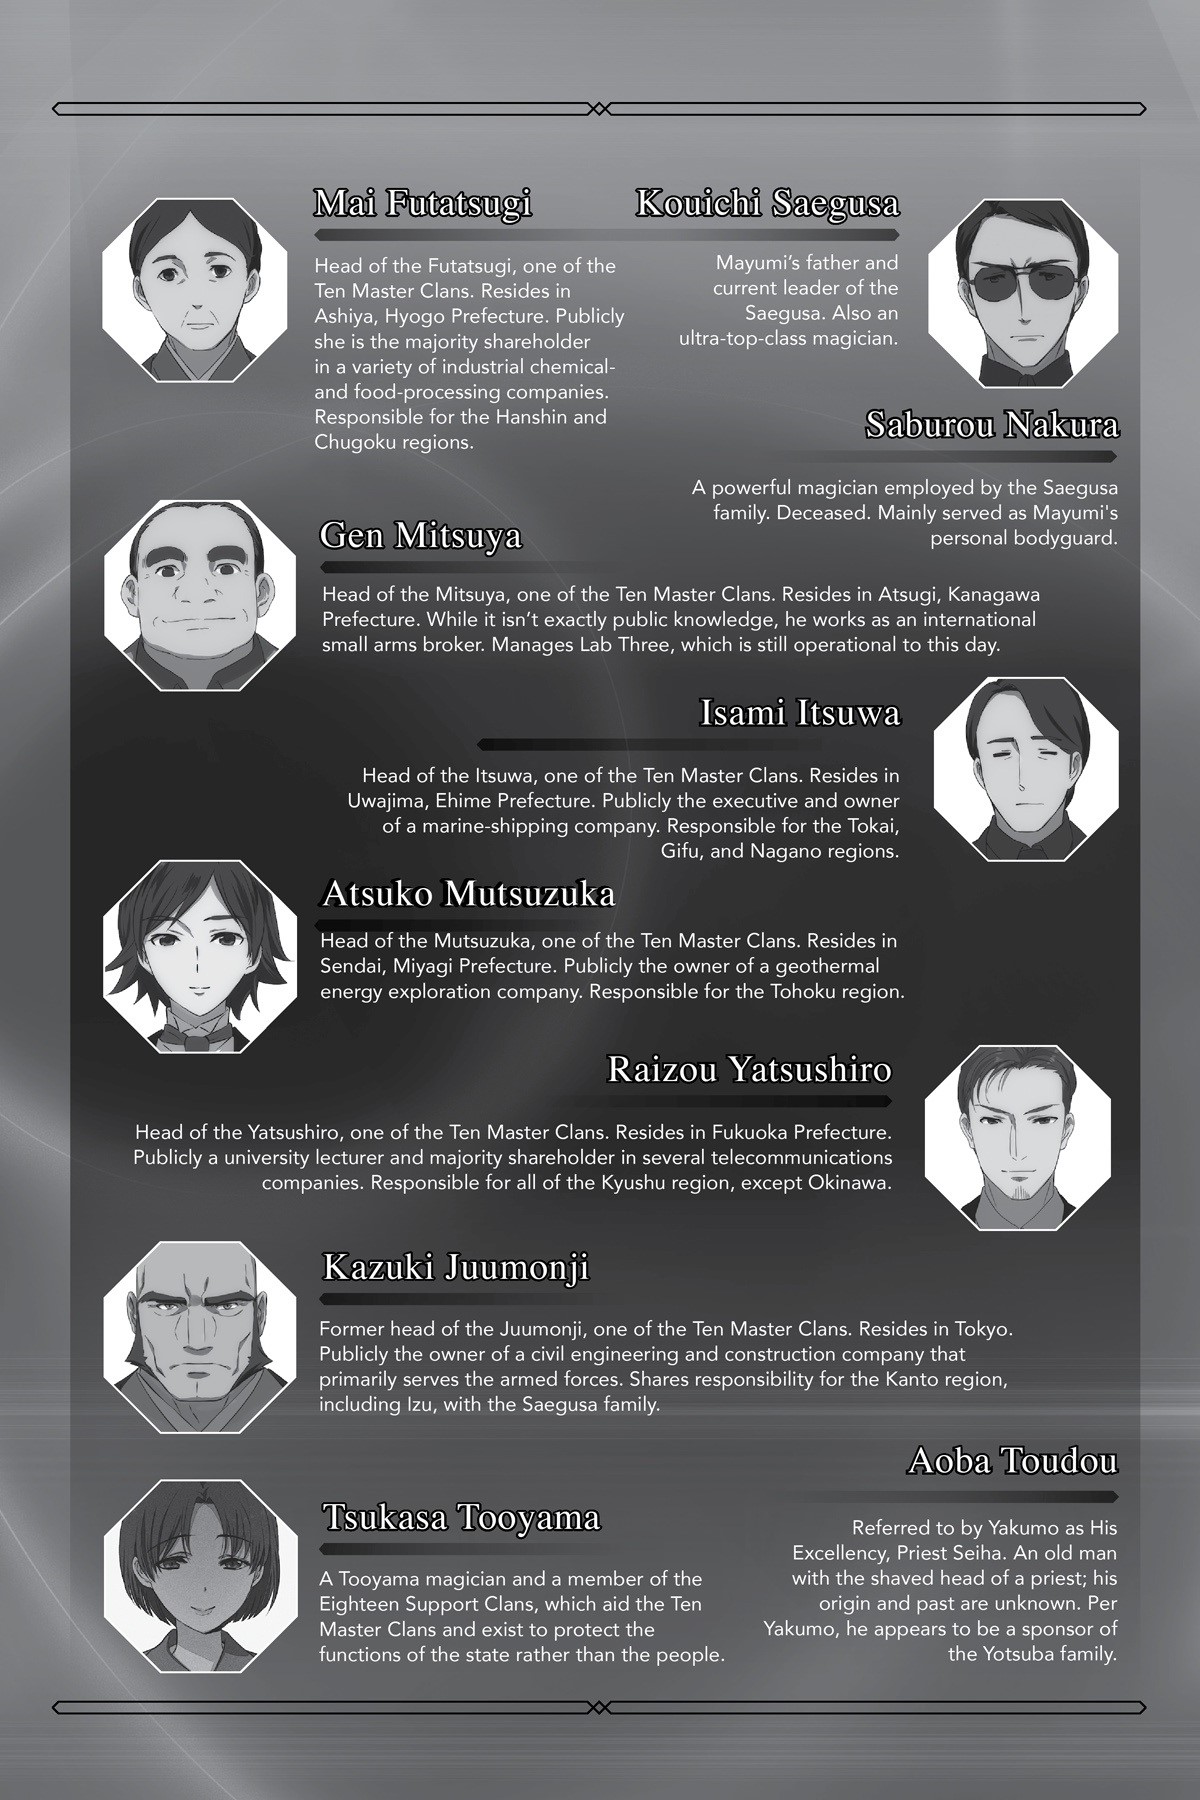 Mai Futatsugi
Head of the Futatsugi, one of the
Ten Master Clans. Resides in
Ashiya, Hyogo Prefecture. Publicly
she is the majority shareholder
in a variety of industrial chemical-
and food-processing companies.
Responsible for the Hanshin and
Chugoku regions.
Kouichi Saegusa
Mayumi’s father and
current leader of the
Saegusa. Also an
ultra-top-class magician.
Saburou Nakura
A powerful magician employed by the Saegusa
family. Deceased. Mainly served as Mayumi's
personal bodyguard.
Gen Mitsuya
Head of the Mitsuya, one of the Ten Master Clans. Resides in Atsugi, Kanagawa
Prefecture. While it isn’t exactly public knowledge, he works as an international
small arms broker. Manages Lab Three, which is still operational to this day.
Isami Itsuwa
Head of the Itsuwa, one of the Ten Master Clans. Resides in
Uwajima, Ehime Prefecture. Publicly the executive and owner
of a marine-shipping company. Responsible for the Tokai,
Gifu, and Nagano regions.
Atsuko Mutsuzuka
Head of the Mutsuzuka, one of the Ten Master Clans. Resides in
Sendai, Miyagi Prefecture. Publicly the owner of a geothermal
energy exploration company. Responsible for the Tohoku region.
Raizou Yatsushiro
Head of the Yatsushiro, one of the Ten Master Clans. Resides in Fukuoka Prefecture.
Publicly a university lecturer and majority shareholder in several telecommunications
companies. Responsible for all of the Kyushu region, except Okinawa.
Kazuki Juumonji
Former head of the Juumonji, one of the Ten Master Clans. Resides in Tokyo.
Publicly the owner of a civil engineering and construction company that
primarily serves the armed forces. Shares responsibility for the Kanto region,
including Izu, with the Saegusa family.
Tsukasa Tooyama
A Tooyama magician and a member of the
Eighteen Support Clans, which aid the Ten
Master Clans and exist to protect the
functions of the state rather than the people.
Aoba Toudou
Referred to by Yakumo as His
Excellency, Priest Seiha. An old man
with the shaved head of a priest; his
origin and past are unknown. Per
Yakumo, he appears to be a sponsor of
the Yotsuba family.